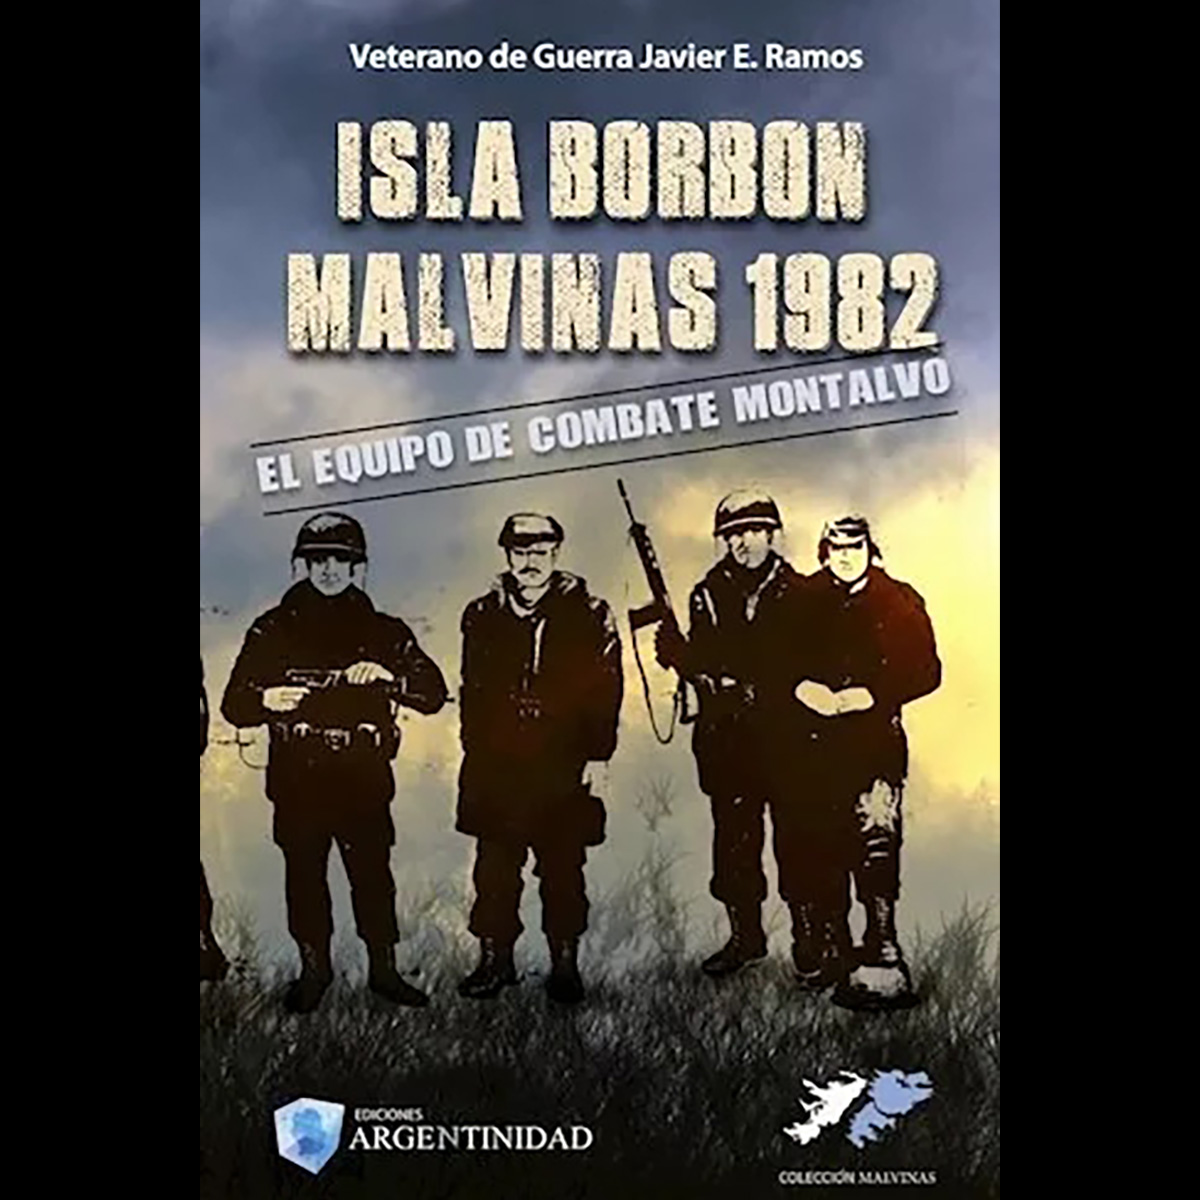 Veterano de Guerra Javier E. Ramos
ISLA BORBON
MALVINAS 1982
EL EQUIPO DE COMBATE MONTALVO
EDICIONES
ARGENTINIDAD
COLECCIÓN MALVINAS